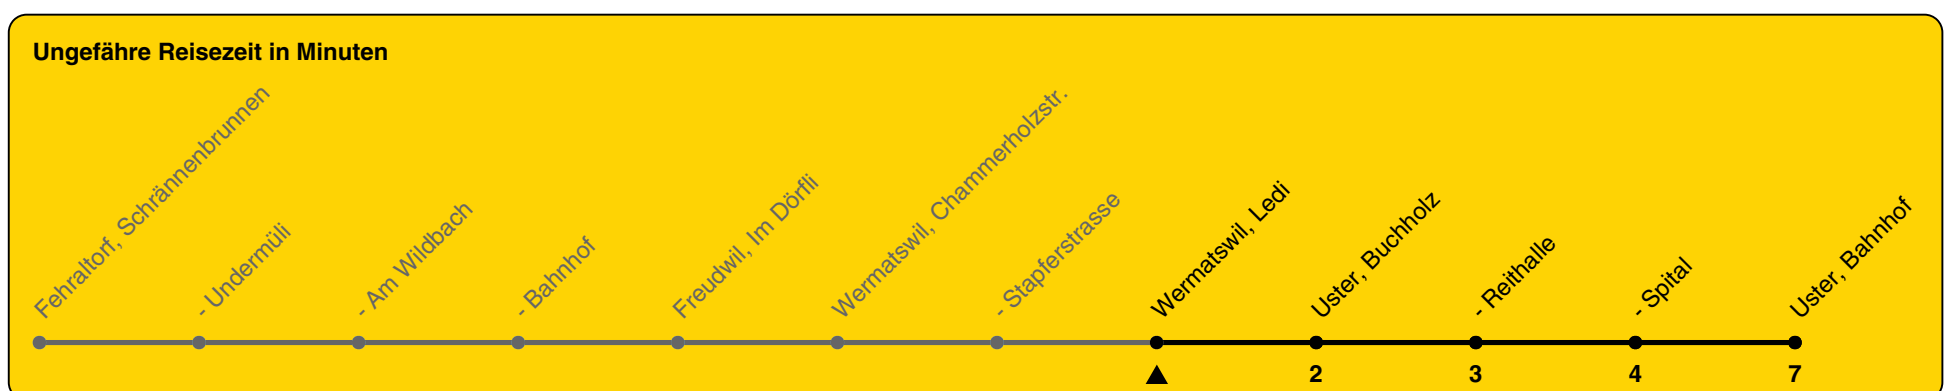 Ungefähre Reisezeit in Minuten
Fehraltorf, Schrännenbrunnen
- Undermüli
- Am Wildbach
- Bahnhof
Freudwil, Im Dörfli
Wermatswil, Chammerholzstr.
- Stapferstrasse
Wermatswil, Ledi
Uster, Buchholz
- Reithalle
- Spital
Uster, Bahnhof
2 3 4 7